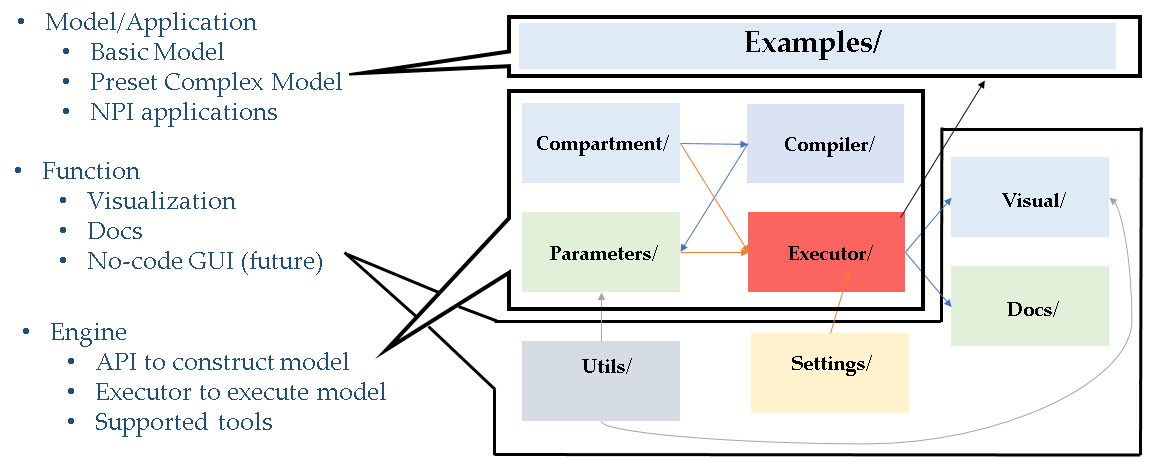 • Model/Application
• Basic Model
• Preset Complex Model
• NPI applications
• Function
• Visualization
• Docs
• No-code GUI (future)
• Engine
• API to construct model
• Executor to execute model
• Supported tools
Examples/
Compartment/
Compiler/
Parameters/
Executor/
Visual/
Docs/
Utils/
Settings/